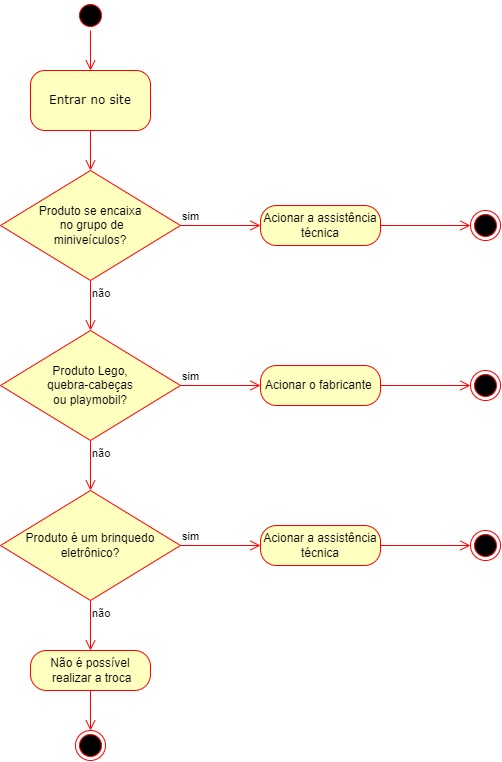 Entrar no site
Produto se encaixa
no grupo de
miniveículos?
sim
Acionar a assistência
técnica
não
Produto Lego,
quebra-cabeças
ou playmobil?
sim
Acionar o fabricante
não
Produto é um brinquedo
eletrônico?
sim
Acionar a assistência
técnica
não
Não é possível
realizar a troca